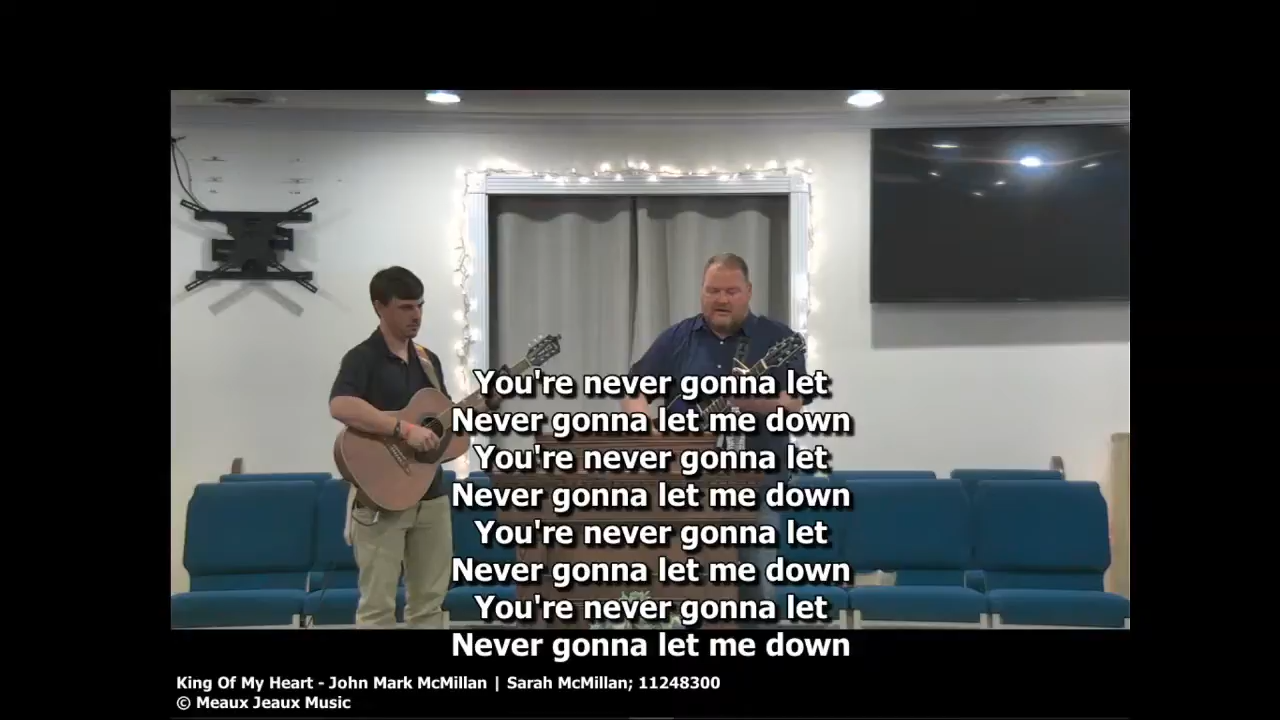 You're never gonna let
Never gonna let me down
You're never gonna let
Never gonna let me down
You're never gonna let
Never gonna let me down
You're never gonna let
Never gonna let me down
King Of My Heart - John Mark McMillan | Sarah McMillan; 11248300
© Meaux Jeaux Music